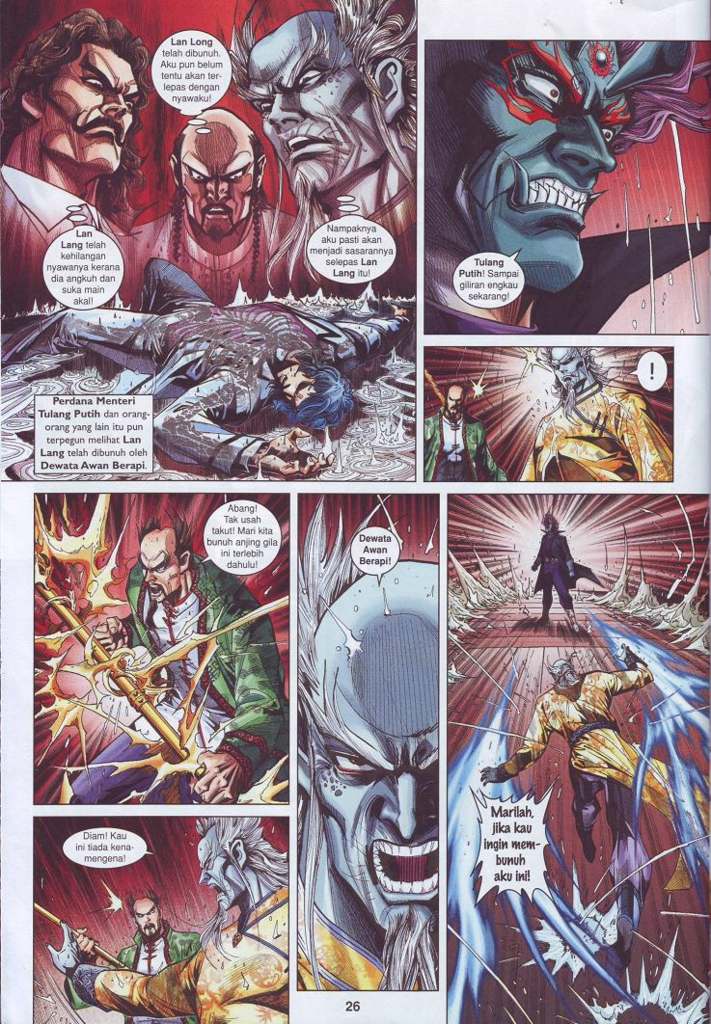 Lan Long
telah dibunuh.
Aku pun belum
tentu akan ter-
lepas dengan
nyawaku!
Lan
Lang telah
kehilangan
nyawanya kerana
dia angkuh dan
suka main
akal!
Nampaknya
aku pasti akan
menjadi sasarannya
selepas Lan
Lang itu!
Perdana Menteri
Tulang Putih dan orang-
orang yang lain itu pun
terpegun melihat Lan
Lang telah dibunuh oleh
Dewata Awan Berapi.
Tulang
Putih! Sampai
giliran engkau
sekarang!
!
Abang!
Tak usah
takut! Mari kita
bunuh anjing gila
ini terlebih
dahulu!
Diam! Kau
ini tiada kena-
mengena!
Dewata
Awan
Berapi!
Marilah,
jika kau
ingin mem-
bunuh
aku ini!
26